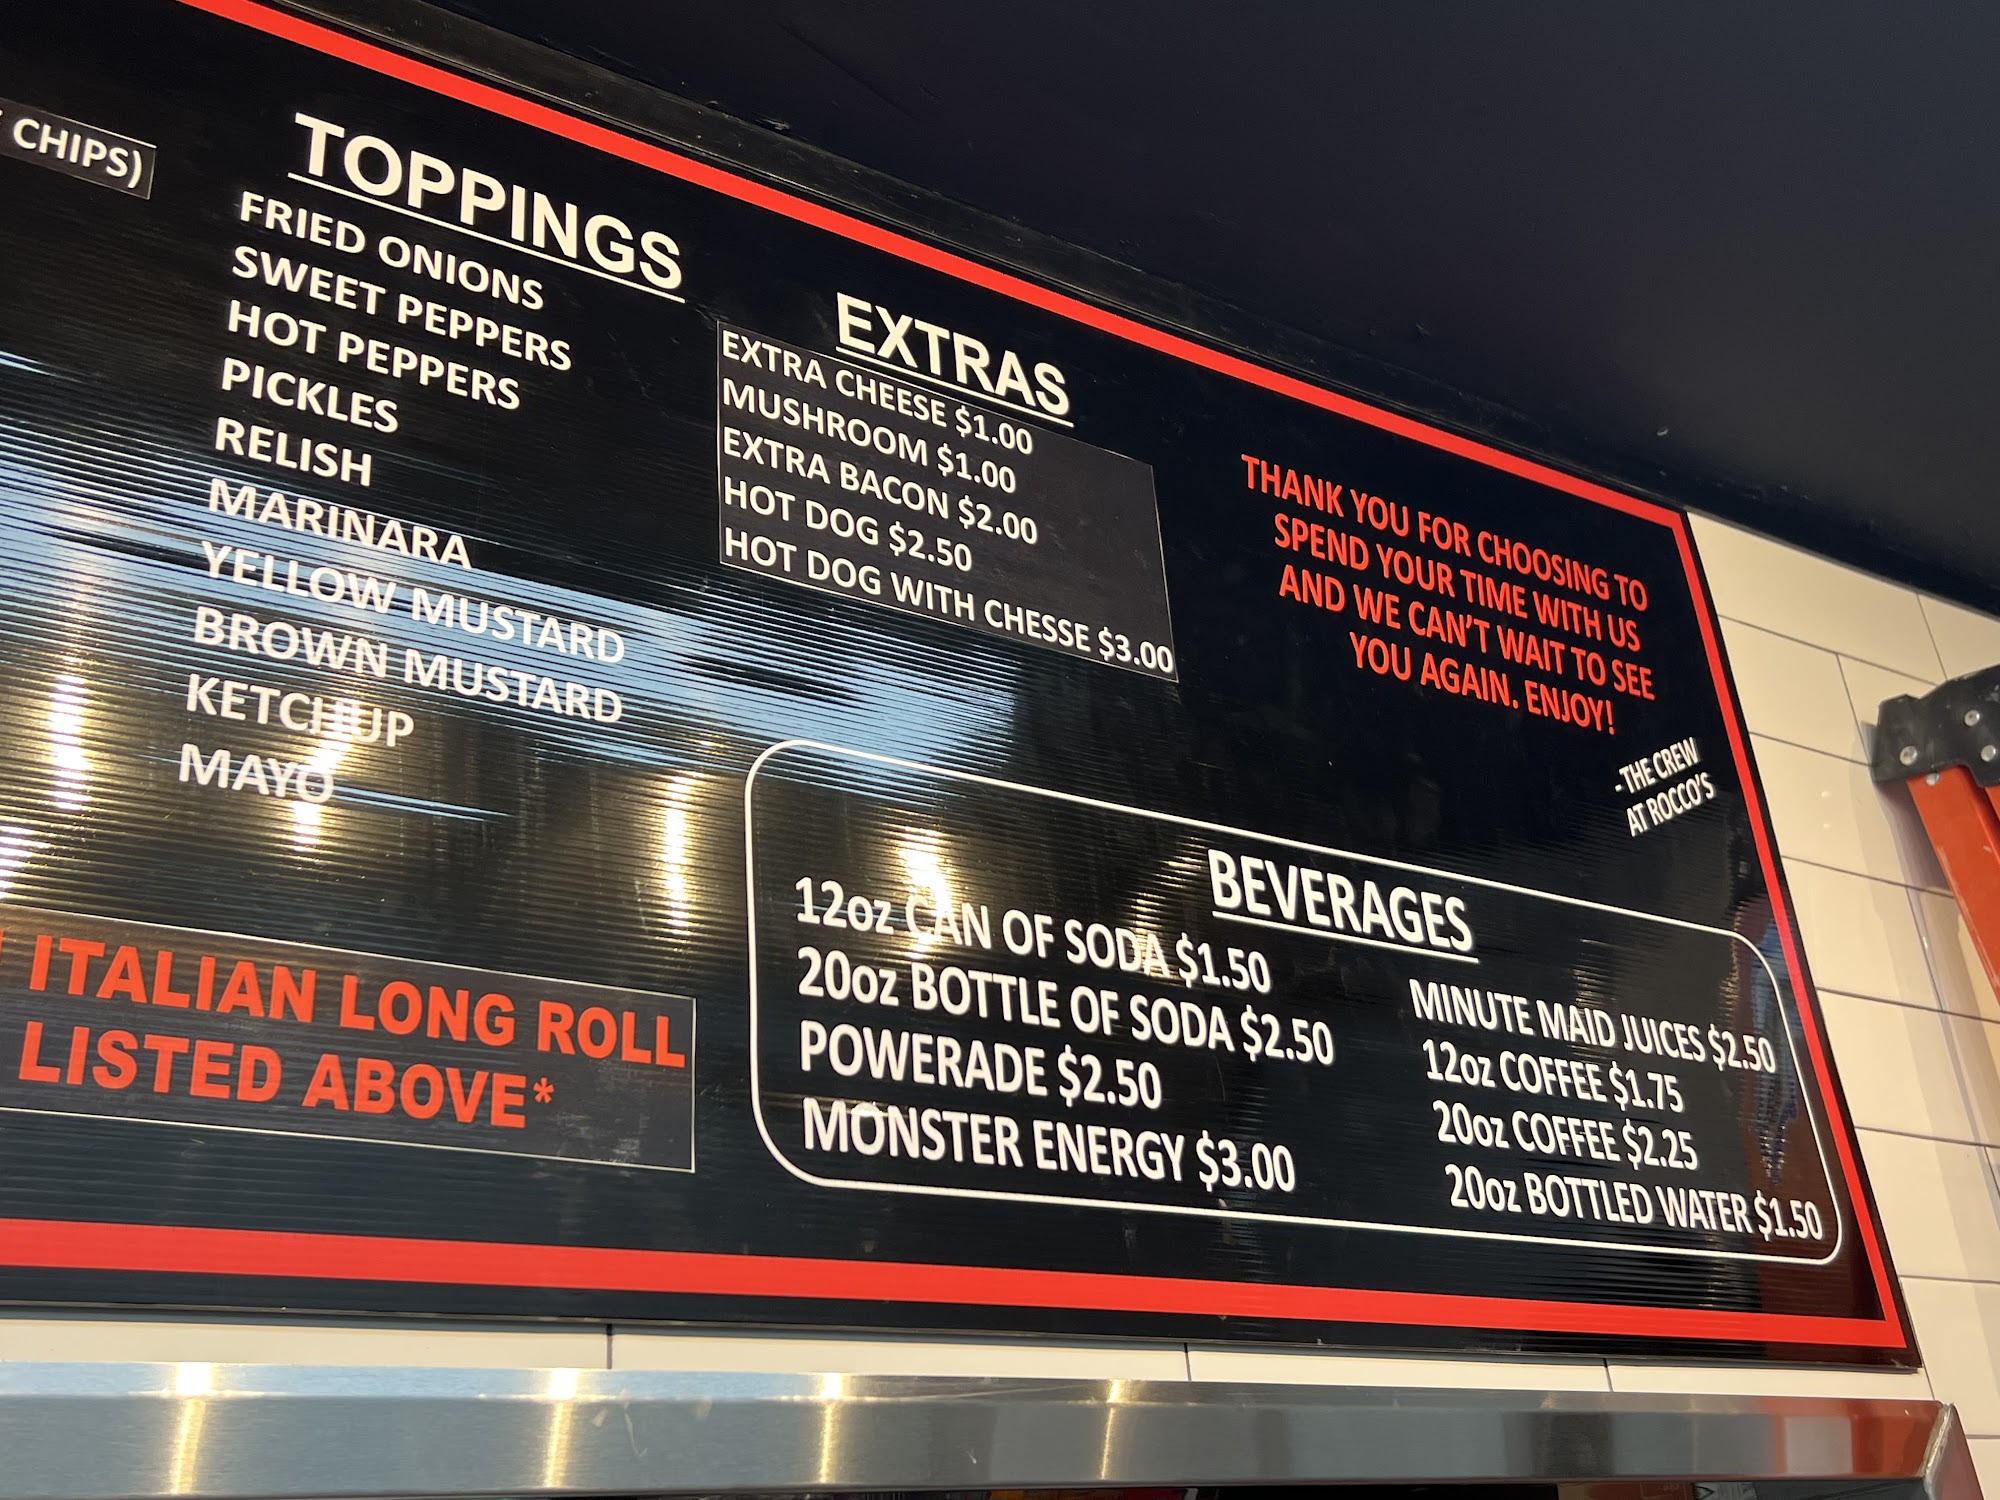 CHIPS)
TOPPINGS
FRIED ONIONS
SWEET PEPPERS
HOT PEPPERS
PICKLES
RELISH
MARINARA
YELLOW MUSTARD
BROWN MUSTARD
KETCHUP
MAYO
ITALIAN LONG ROLL
LISTED ABOVE*
EXTRAS
EXTRA CHEESE $1.00
MUSHROOM $1.00
EXTRA BACON $2.00
HOT DOG $2.50
HOT DOG WITH CHESSE $3.00
THANK YOU FOR CHOOSING TO
SPEND YOUR TIME WITH US
AND WE CAN'T WAIT TO SEE
YOU AGAIN. ENJOY!
-THE CREW
AT ROCCO'S
BEVERAGES
12oz CAN OF SODA $1.50
20oz BOTTLE OF SODA $2.50
POWERADE $2.50
MONSTER ENERGY $3.00
MINUTE MAID JUICES $2.50
12oz COFFEE $1.75
20oz COFFEE $2.25
20oz BOTTLED WATER $1.50